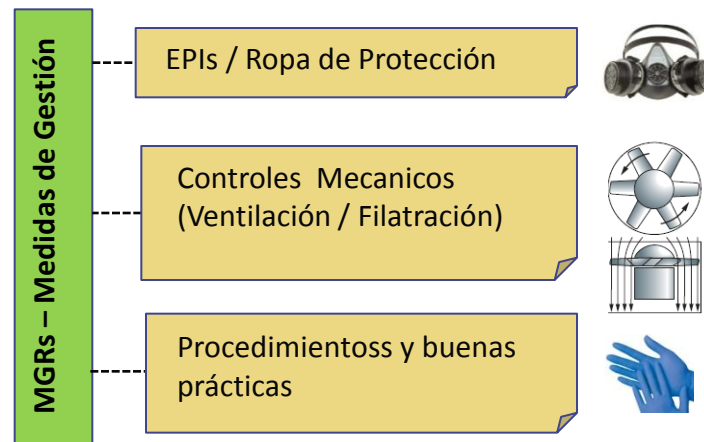 MGRs – Medidas de Gestión
EPIs / Ropa de Protección
Controles Mecanicos
(Ventilación / Filatración)
Procedimientoss y buenas
prácticas